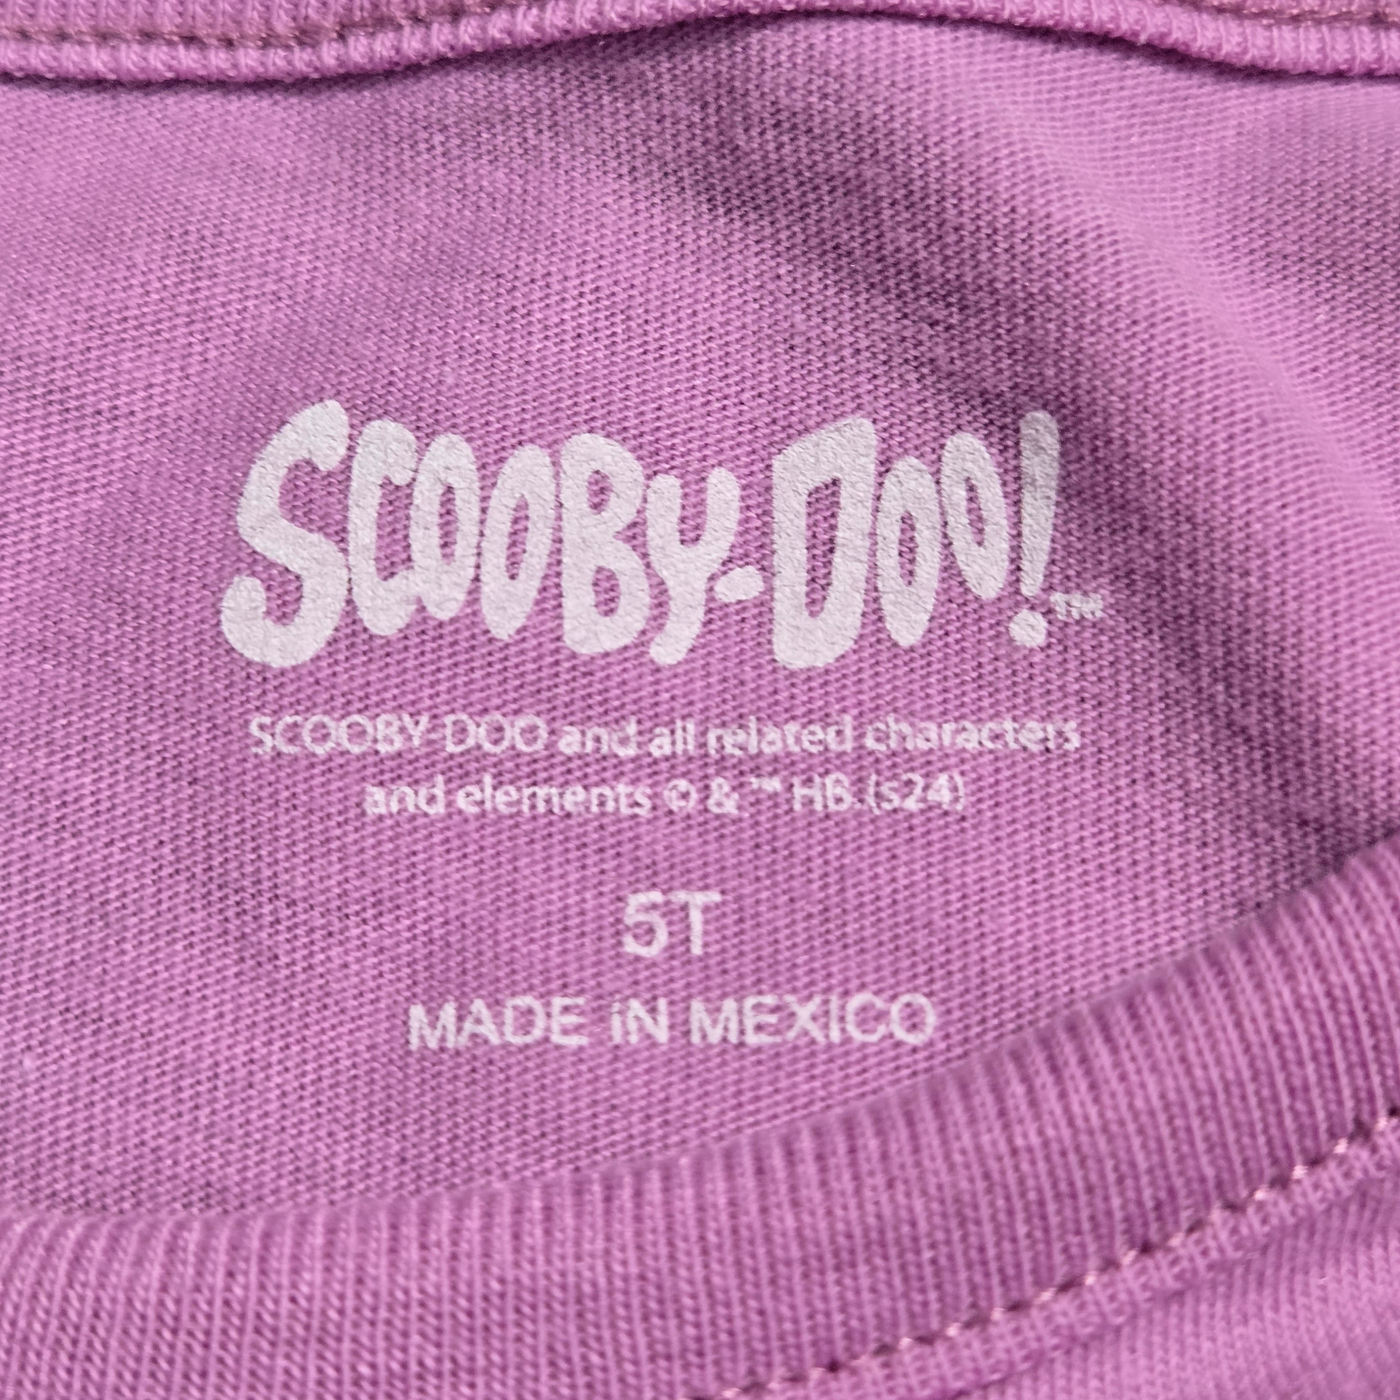 SCOOBY-DOO!™
SCOOBY-DOO and all related characters
and elements © & ™ HB.(s24)
5T
MADE iN MEXICO